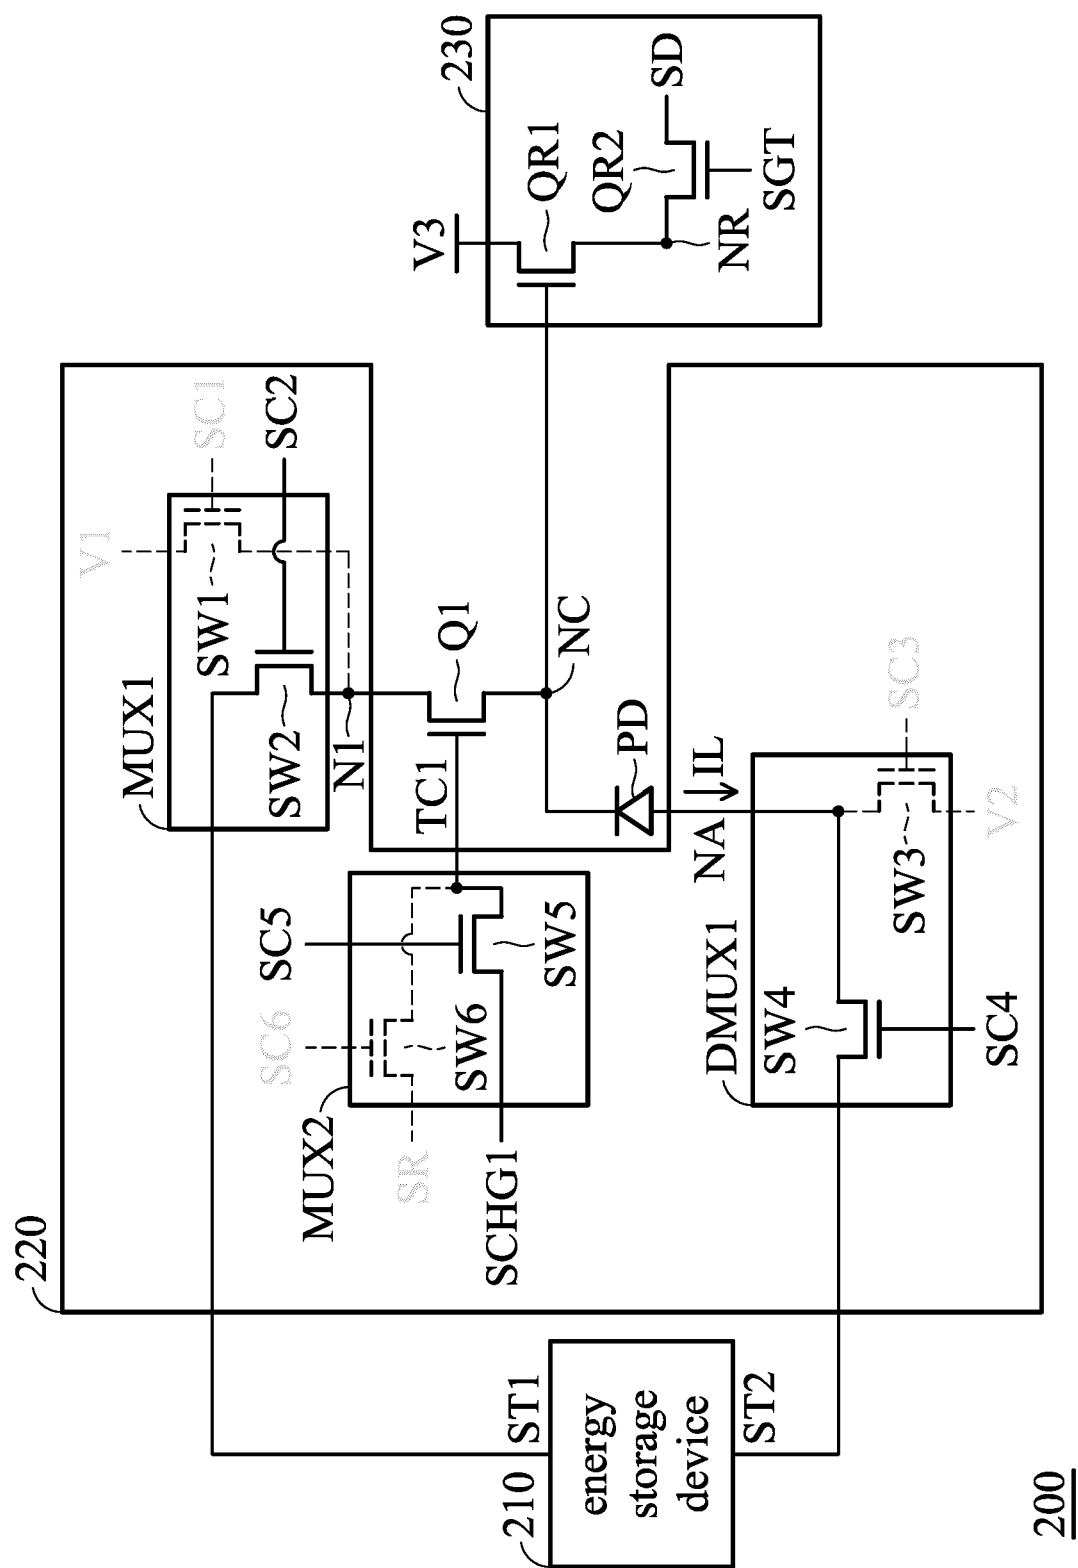 220
MUX1
V1
SC1
SW1
SC2
SW2
N1
230
V3
QR1
QR2
SD
SGT
NR
MUX2
SC6
SC5
SW6
SW5
SR
SCHG1
TC1
Q1
NC
PD
NA
IL
DMUX1
SW4
SC4
SW3
SC3
V2
210
ST1
energy
storage
device
ST2
200